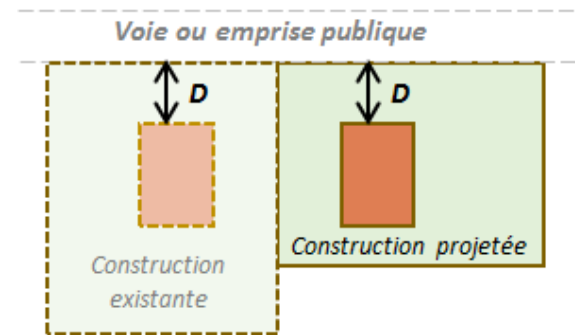 Voie ou emprise publique
D
D
Construction projetée
Construction
existante